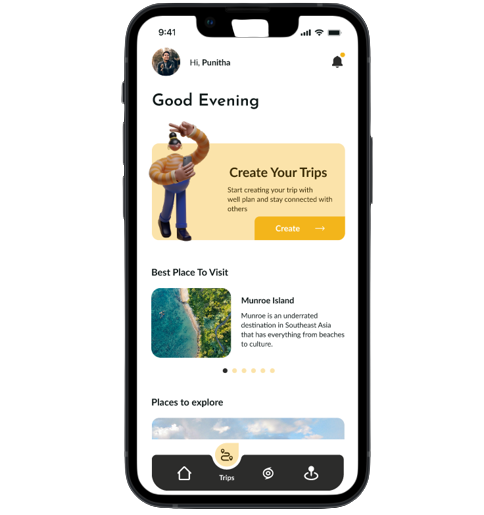 9:41
Hi, Punitha
Good Evening
Create Your Trips
Start creating your trip with
well plan and stay connected with
others
Create
Best Place To Visit
Munroe Island
Munroe is an underrated
destination in Southeast Asia
that has everything from beaches
to culture.
Places to explore
Trips